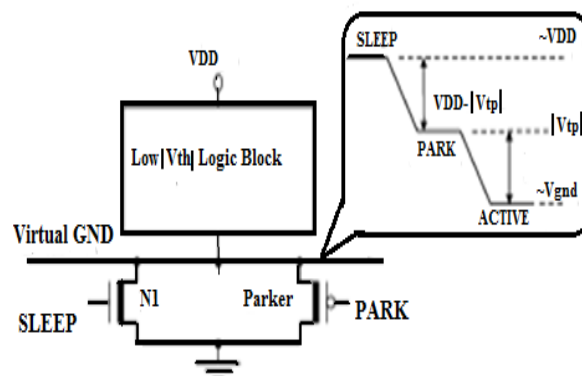 SLEEP
~VDD
VDD
VDD-|Vtp|
|Vtp|
PARK
Low|Vth| Logic Block
~Vgnd
ACTIVE
Virtual GND
N1
Parker
SLEEP
PARK